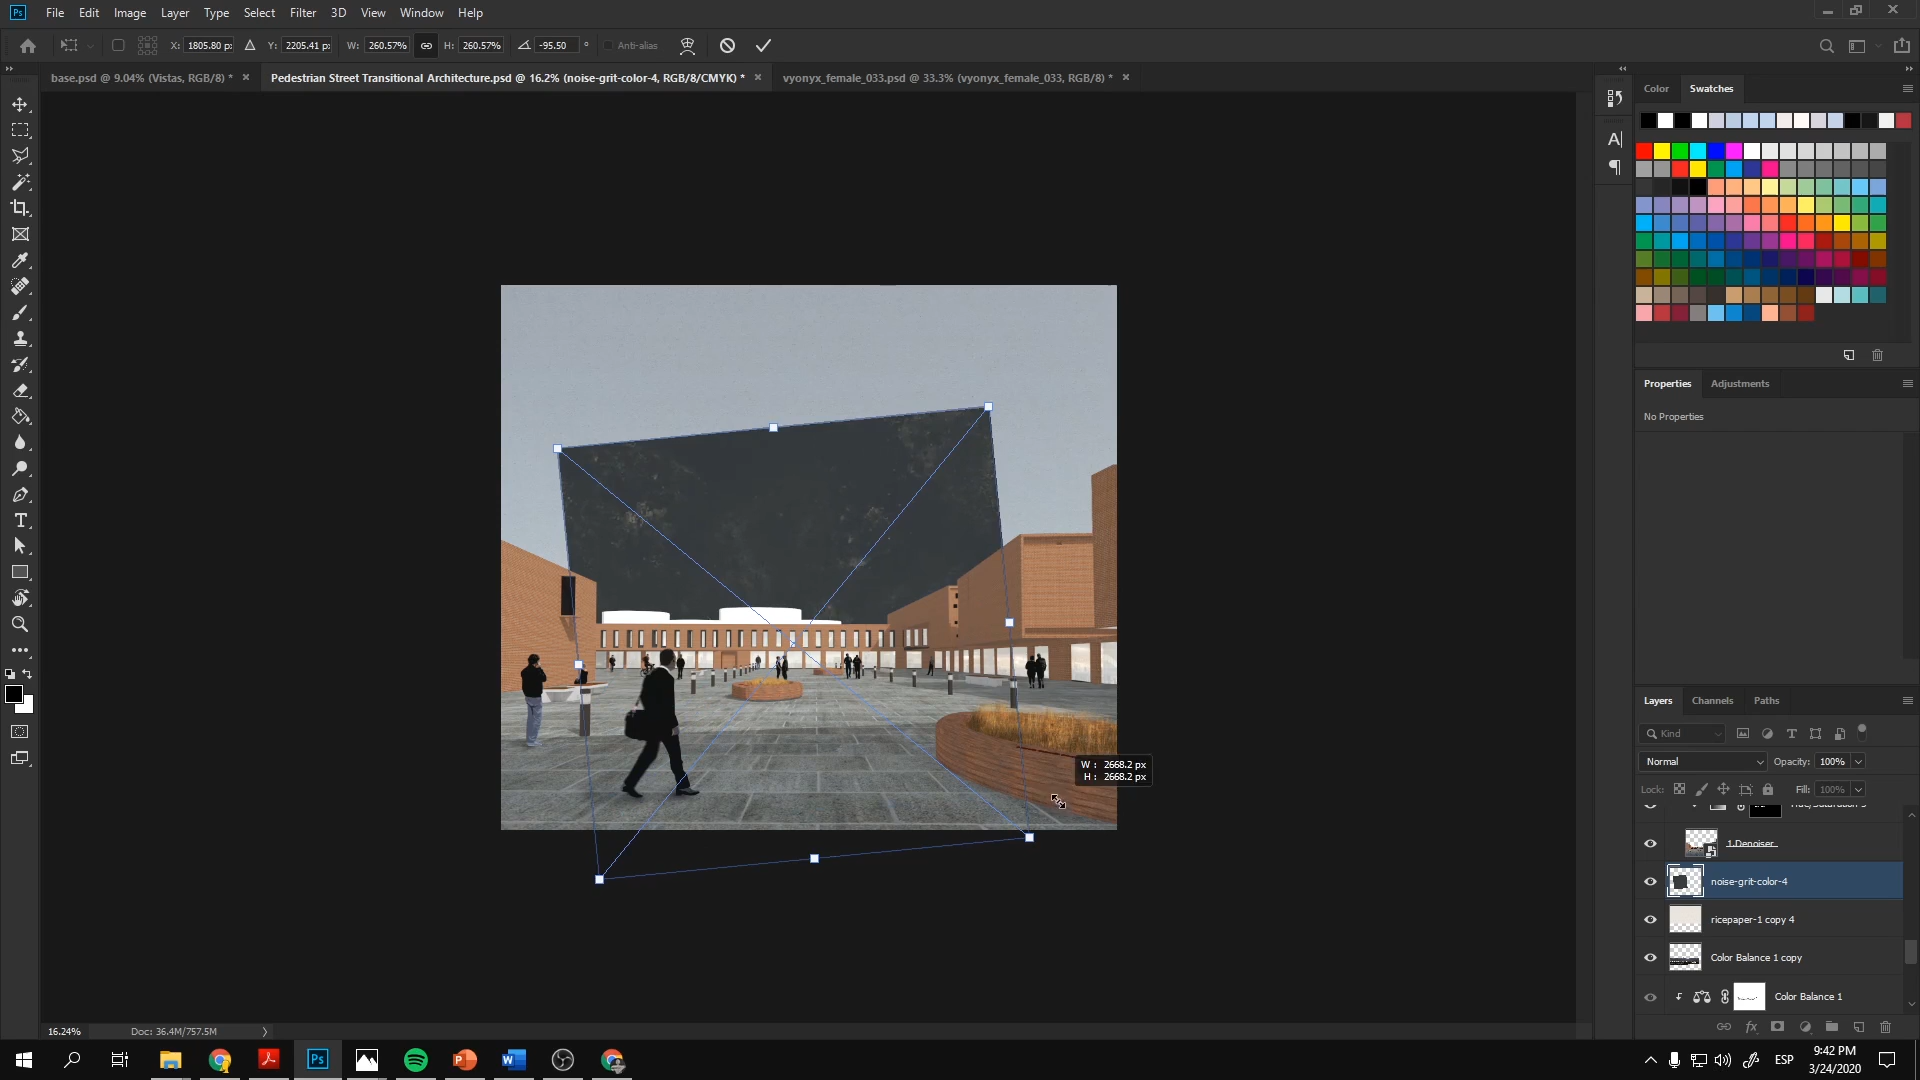 Ps File Edit Image Layer Type Select Filter 3D View Window Help
X: 1805.80 p: Y: 2205.41 p: W: 260.57% H: 260.57% -95.50 ° Anti-alias
base.psd @ 9.04% (Vistas, RGB/8) * × Pedestrian Street Transitional Architecture.psd @ 16.2% (noise-grit-color-4, RGB/8/CMYK) * × vyonyx_female_033.psd @ 33.3% (vyonyx_female_033, RGB/8) * ×
Color Swatches
Properties Adjustments
No Properties
W : 2668.2 px
H : 2668.2 px
Layers Channels Paths
Kind
Normal Opacity: 100%
Lock: Fill: 100%
1.Denoiser
noise-grit-color-4
ricepaper-1 copy 4
Color Balance 1 copy
Color Balance 1
16.24% Doc: 36.4M/757.5M
ESP 9:42 PM
3/24/2020